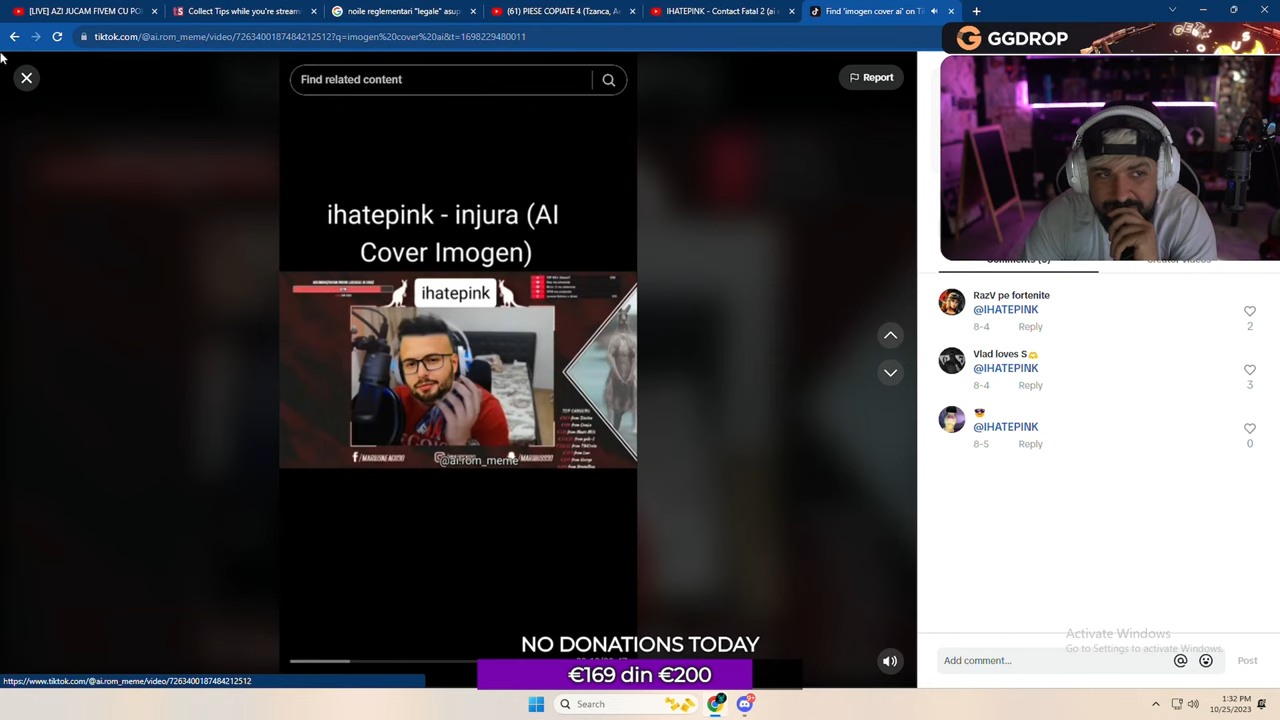 [LIVE] AZI JUCAM FIVEM CU PO
Collect Tips while you're stream
noile reglementari "legale" asup
(61) PIESE COPIATE 4 (Tzanca, A
IHATEPINK - Contact Fatal 2 (ai c
Find 'imogen cover ai' on Ti
tiktok.com/@ai.rom_meme/video/7263400187484212512?q=imogen%20cover%20ai&t=1698229480011
GGDROP
Find related content
Report
ihatepink - injura (AI
Cover Imogen)
ihatepink
@ai.rom_meme
Creator videos
RazV pe fortenite
@IHATEPINK
8-4 Reply
2
Vlad loves S🫶
@IHATEPINK
8-4 Reply
3
😎
@IHATEPINK
8-5 Reply
0
NO DONATIONS TODAY
€169 din €200
Activate Windows
Go to Settings to activate Windows.
Add comment...
Post
https://www.tiktok.com/@ai.rom_meme/video/7263400187484212512
Search
1:32 PM
10/25/2023